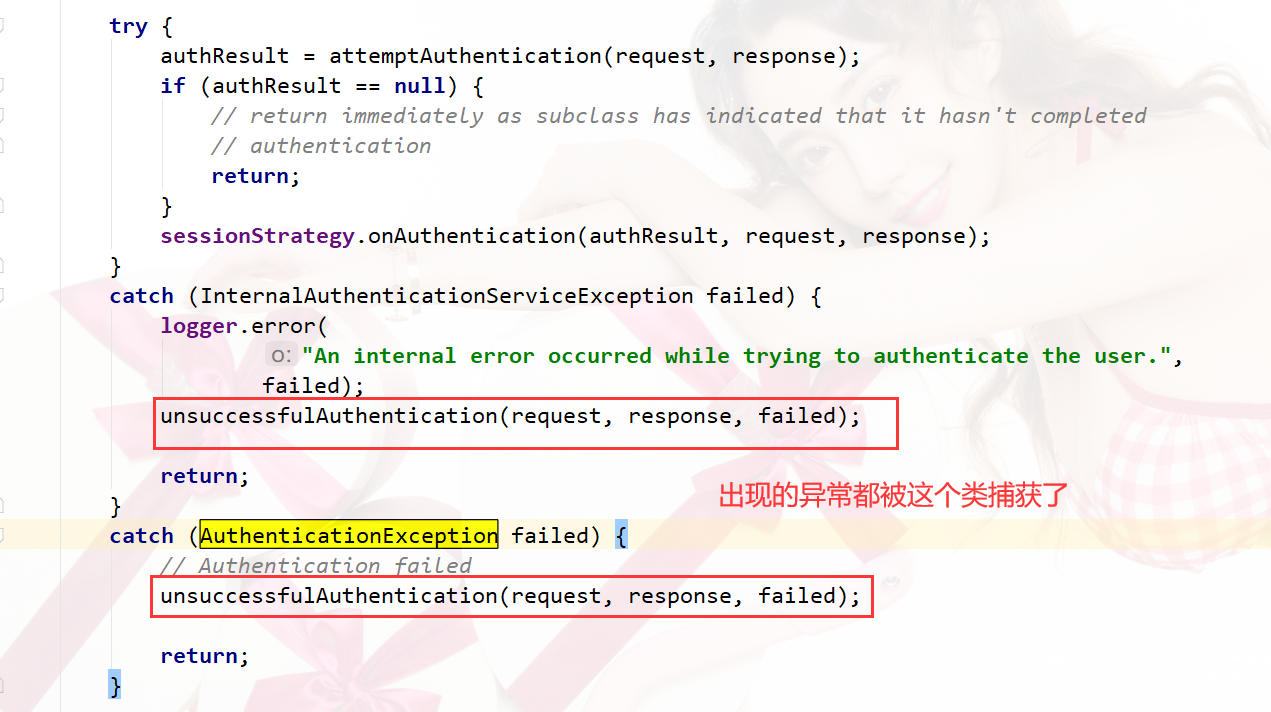 try {
authResult = attemptAuthentication(request, response);
if (authResult == null) {
// return immediately as subclass has indicated that it hasn't completed
// authentication
return;
}
sessionStrategy.onAuthentication(authResult, request, response);
}
catch (InternalAuthenticationServiceException failed) {
logger.error(
o: "An internal error occurred while trying to authenticate the user.",
failed);
unsuccessfulAuthentication(request, response, failed);
return;
出现的异常都被这个类捕获了
}
catch (AuthenticationException failed) {
// Authentication failed
unsuccessfulAuthentication(request, response, failed);
return;
}